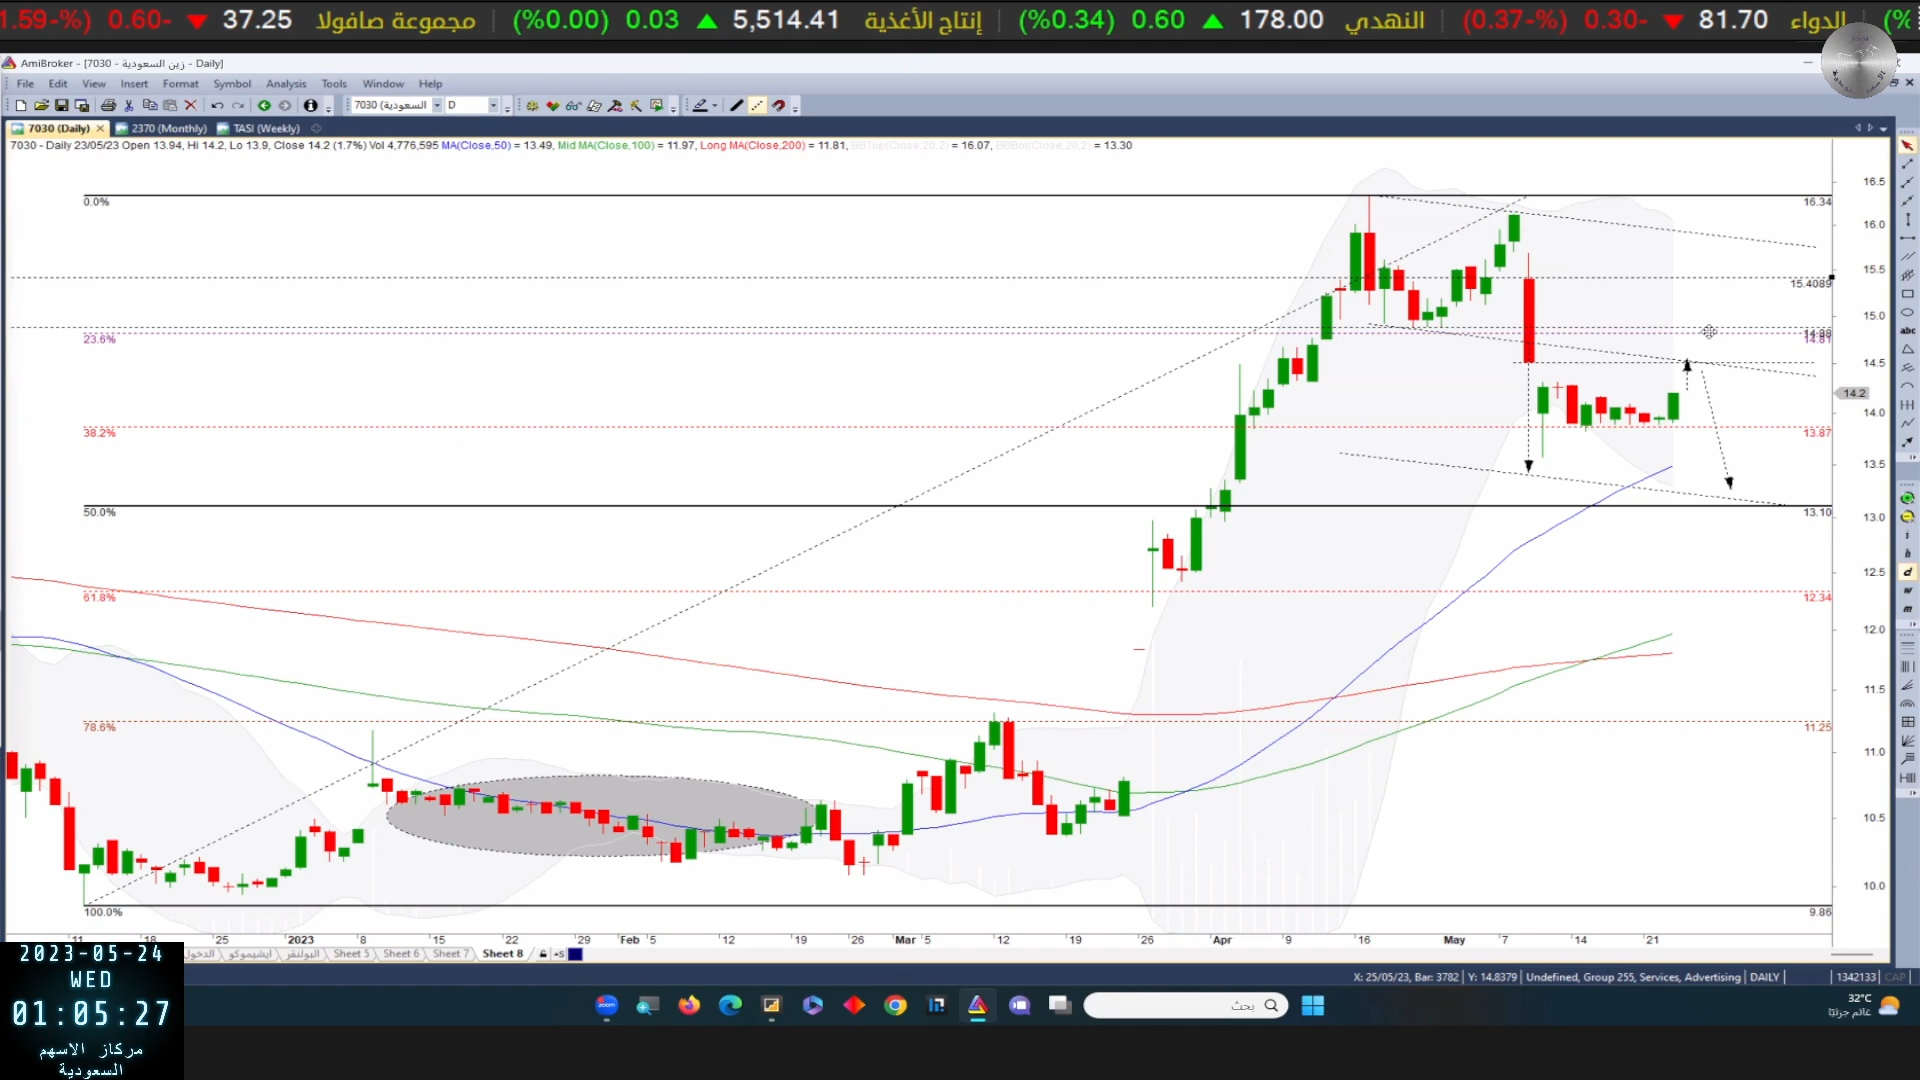 1.59-%) 0.60- ▼ 37.25 مجموعة صافولا | (%0.00) 0.03 ▲ 5,514.41 إنتاج الأغذية | (%0.34) 0.60 ▲ 178.00 النهدي | (0.37-%) 0.30- ▼ 81.70 الدواء (%
AmiBroker - [7030 - زين السعودية - Daily]
File Edit View Insert Format Symbol Analysis Tools Window Help
7030 (السعودية D
7030 (Daily) 2370 (Monthly) TASI (Weekly)
7030 - Daily 23/05/23 Open 13.94, Hi 14.2, Lo 13.9, Close 14.2 (1.7%) Vol 4,776,595 MA(Close,50) = 13.49, Mid MA(Close,100) = 11.97, Long MA(Close,200) = 11.81, BBTop(Close,20,2) = 16.07, BBBot(Close,20,2) = 13.30
16.5
0.0% 16.34
16.0
15.5
15.4089
15.0
23.6% 14.81
14.5
14.2
14.0
38.2% 13.87
13.5
50.0% 13.10
13.0
12.5
61.8% 12.34
12.0
11.5
78.6% 11.25
11.0
10.5
10.0
100.0% 9.86
11 18 25 2023 8 15 22 29 Feb 5 12 19 26 Mar 5 12 19 26 Apr 9 16 May 7 14 21
الدخول ايشيموكو البولنقر Sheet 5 Sheet 6 Sheet 7 Sheet 8
X: 25/05/23, Bar: 3782 Y: 14.8379 Undefined, Group 255, Services, Advertising DAILY 1342133 CAP
abc
i
h
d
w
m
zoom
بحث
32°C
غائم جزئيًا
2023-05-24
WED
01:05:27
مركاز الاسهم
السعودية